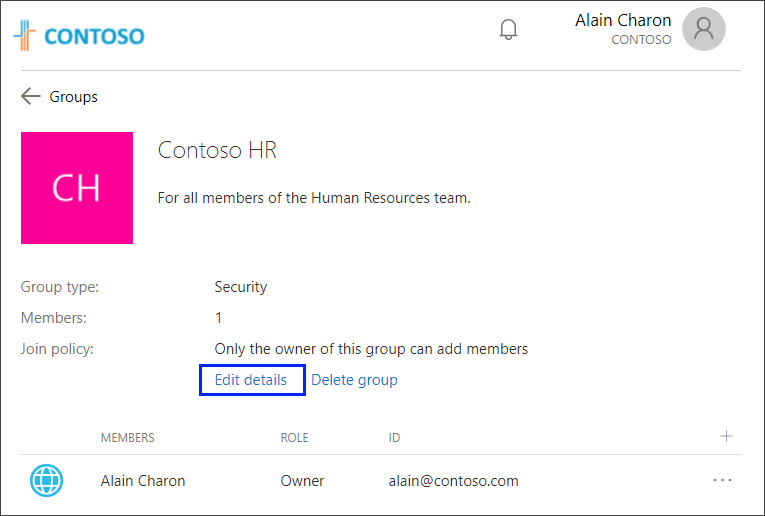 CONTOSO
Alain Charon
CONTOSO
Groups
CH
Contoso HR
For all members of the Human Resources team.
Group type: Security
Members: 1
Join policy: Only the owner of this group can add members
Edit details Delete group
MEMBERS ROLE ID
Alain Charon Owner alain@contoso.com